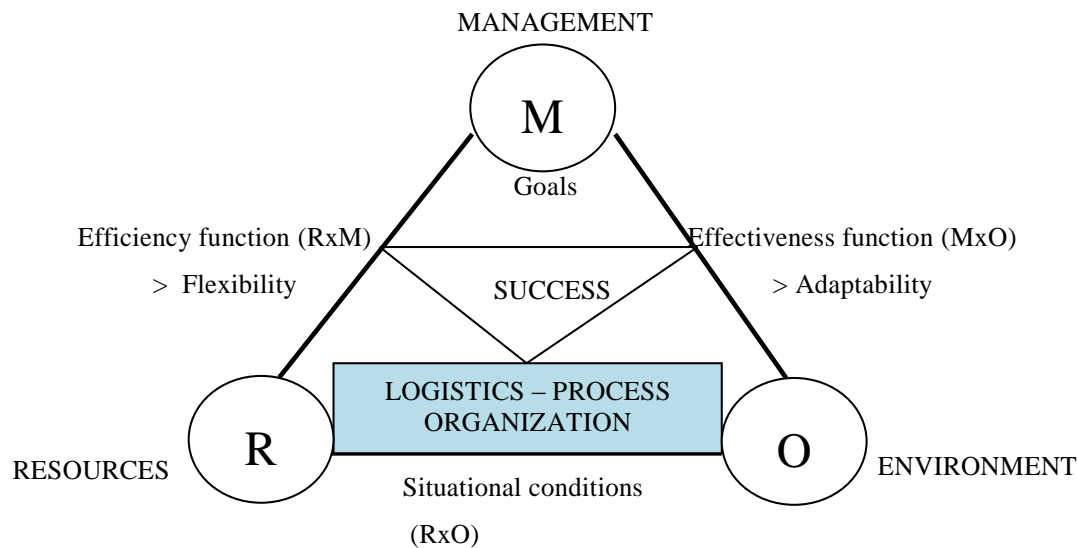 MANAGEMENT
M
Goals
Efficiency function (RxM)
Effectiveness function (MxO)
> Flexibility
SUCCESS
> Adaptability
LOGISTICS – PROCESS
ORGANIZATION
R
O
RESOURCES
ENVIRONMENT
Situational conditions
(RxO)